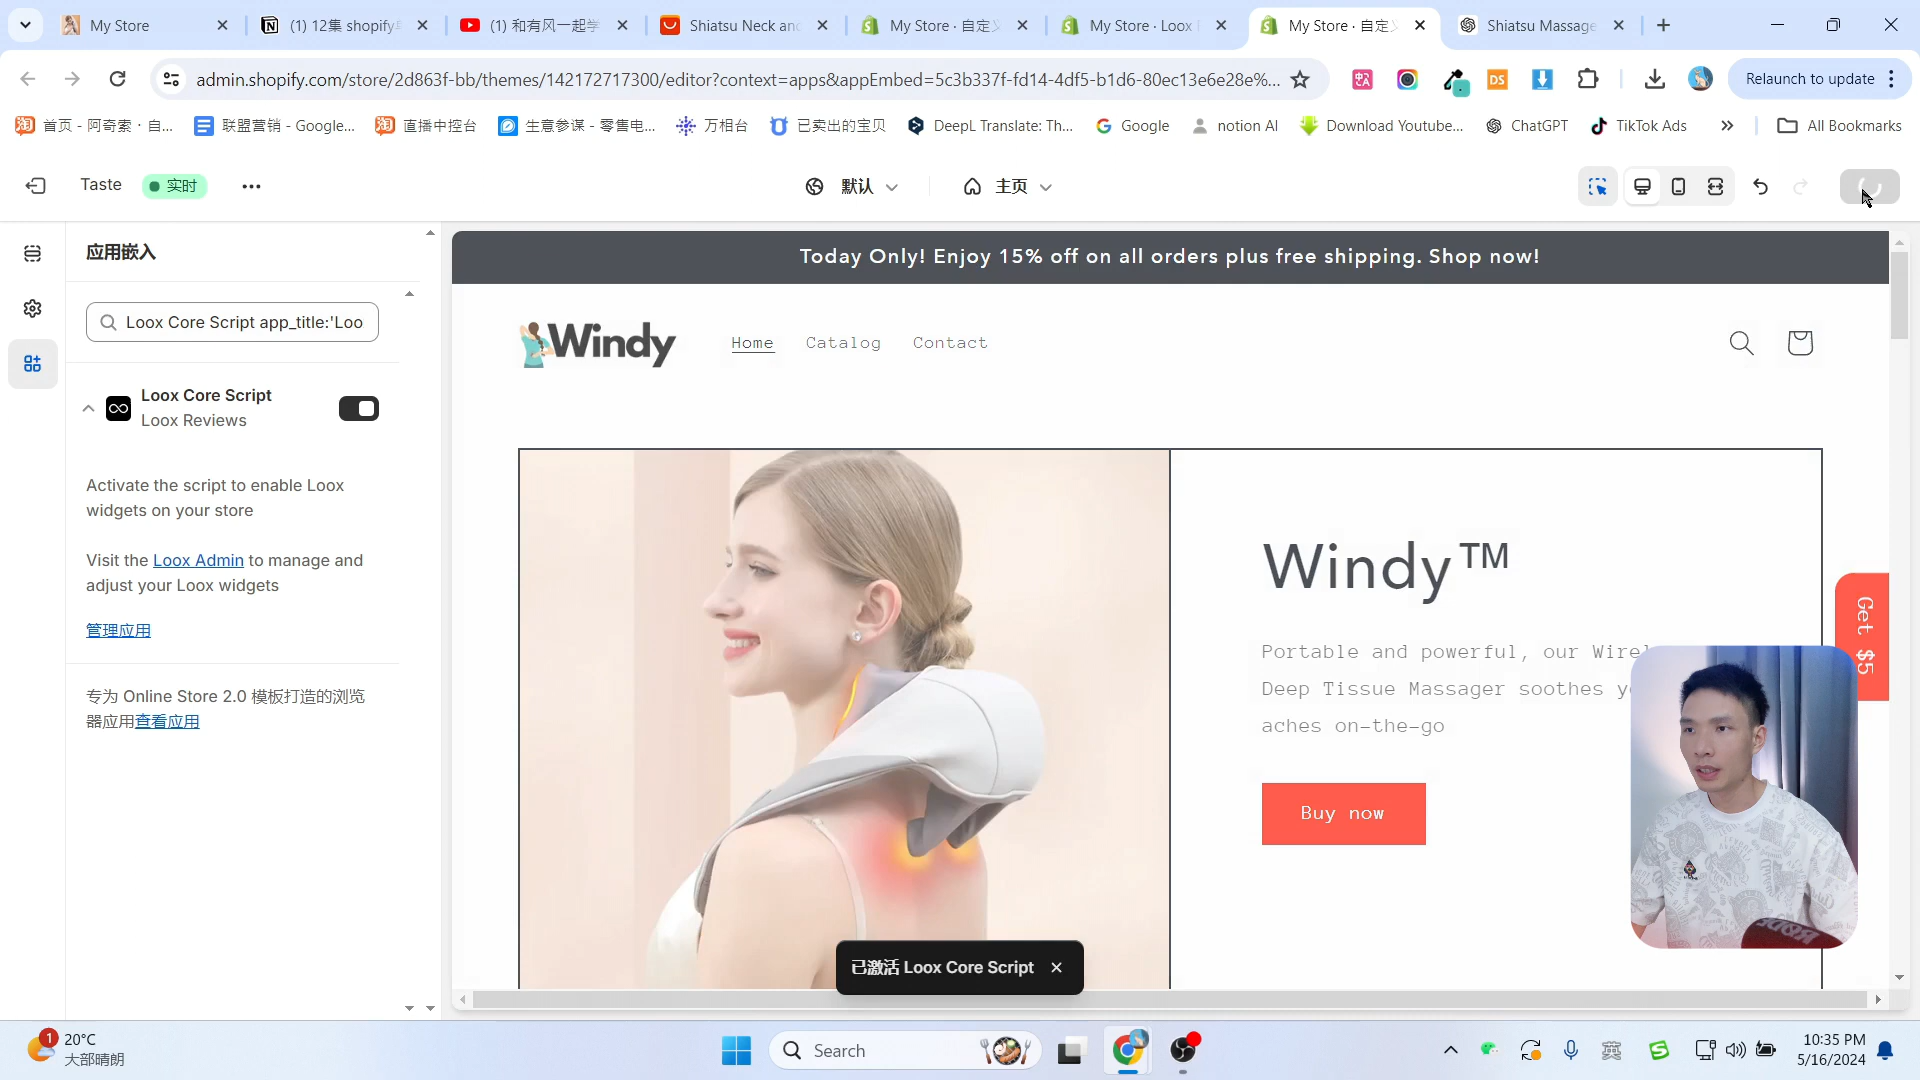 My Store
(1) 12集 shopify
(1) 和有风一起学
Shiatsu Neck an
My Store · 自定
My Store · Loox
My Store · 自定
Shiatsu Massage
admin.shopify.com/store/2d863f-bb/themes/142172717300/editor?context=apps&appEmbed=5c3b337f-fd14-4df5-b1d6-80ec13e6e28e%...
Relaunch to update
首页 - 阿奇索 · 自...
联盟营销 - Google...
直播中控台
生意参谋 - 零售电...
万相台
已卖出的宝贝
DeepL Translate: Th...
Google
notion AI
Download Youtube...
ChatGPT
TikTok Ads
All Bookmarks
Taste
实时
默认
主页
应用嵌入
Loox Core Script app_title:'Loo
Loox Core Script
Loox Reviews
Activate the script to enable Loox
widgets on your store
Visit the Loox Admin to manage and
adjust your Loox widgets
管理应用
专为 Online Store 2.0 模板打造的浏览
器应用查看应用
Today Only! Enjoy 15% off on all orders plus free shipping. Shop now!
Windy
Home
Catalog
Contact
Windy™
Portable and powerful, our Wirel
Deep Tissue Massager soothes y
aches on-the-go
Buy now
Get $5
已激活 Loox Core Script
RODE
1
20°C
大部晴朗
Search
英
10:35 PM
5/16/2024